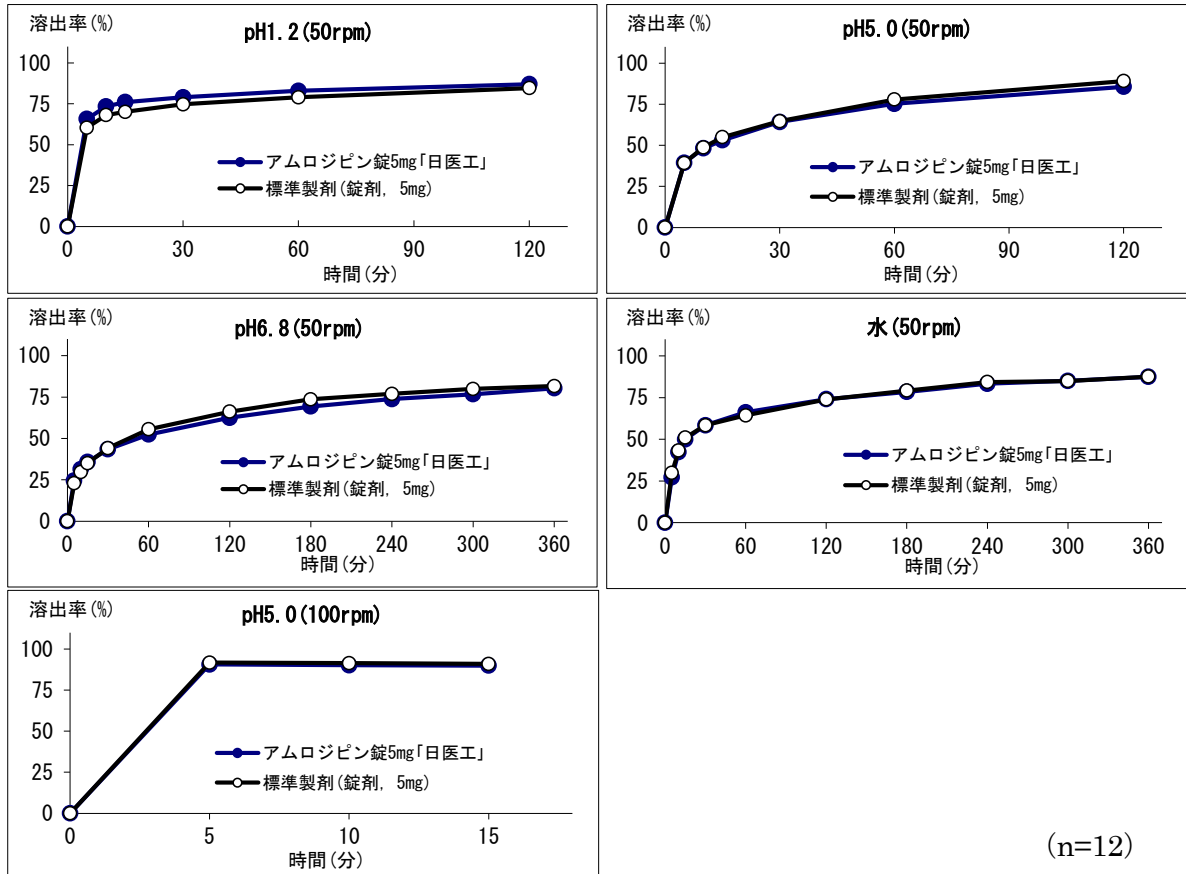 溶出率(%)
pH1.2(50rpm)
100
75
50
25
0
アムロジピン錠5mg「日医工」
標準製剤(錠剤, 5mg)
0 30 60 90 120
時間(分)
溶出率(%)
pH5.0(50rpm)
100
75
50
25
0
アムロジピン錠5mg「日医工」
標準製剤(錠剤, 5mg)
0 30 60 90 120
時間(分)
溶出率(%)
pH6.8(50rpm)
100
75
50
25
0
アムロジピン錠5mg「日医工」
標準製剤(錠剤, 5mg)
0 60 120 180 240 300 360
時間(分)
溶出率(%)
水(50rpm)
100
75
50
25
0
アムロジピン錠5mg「日医工」
標準製剤(錠剤, 5mg)
0 60 120 180 240 300 360
時間(分)
溶出率(%)
pH5.0(100rpm)
100
75
50
25
0
アムロジピン錠5mg「日医工」
標準製剤(錠剤, 5mg)
0 5 10 15
時間(分)
(n=12)